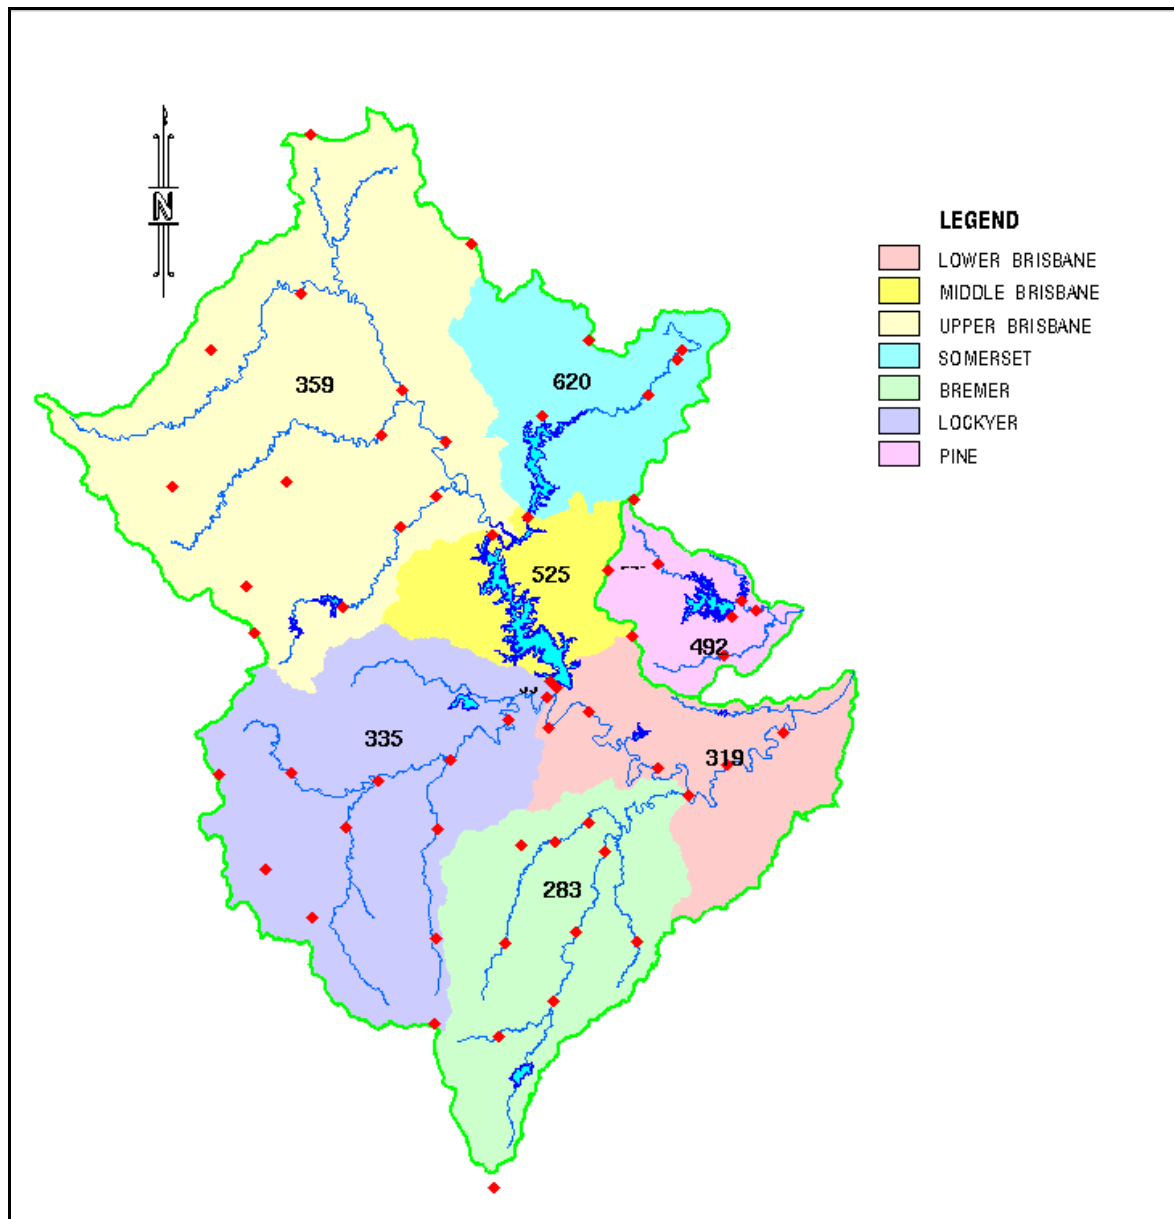 N
LEGEND
LOWER BRISBANE
MIDDLE BRISBANE
UPPER BRISBANE
SOMERSET
BREMER
LOCKYER
PINE
359
620
525
492
335
319
283